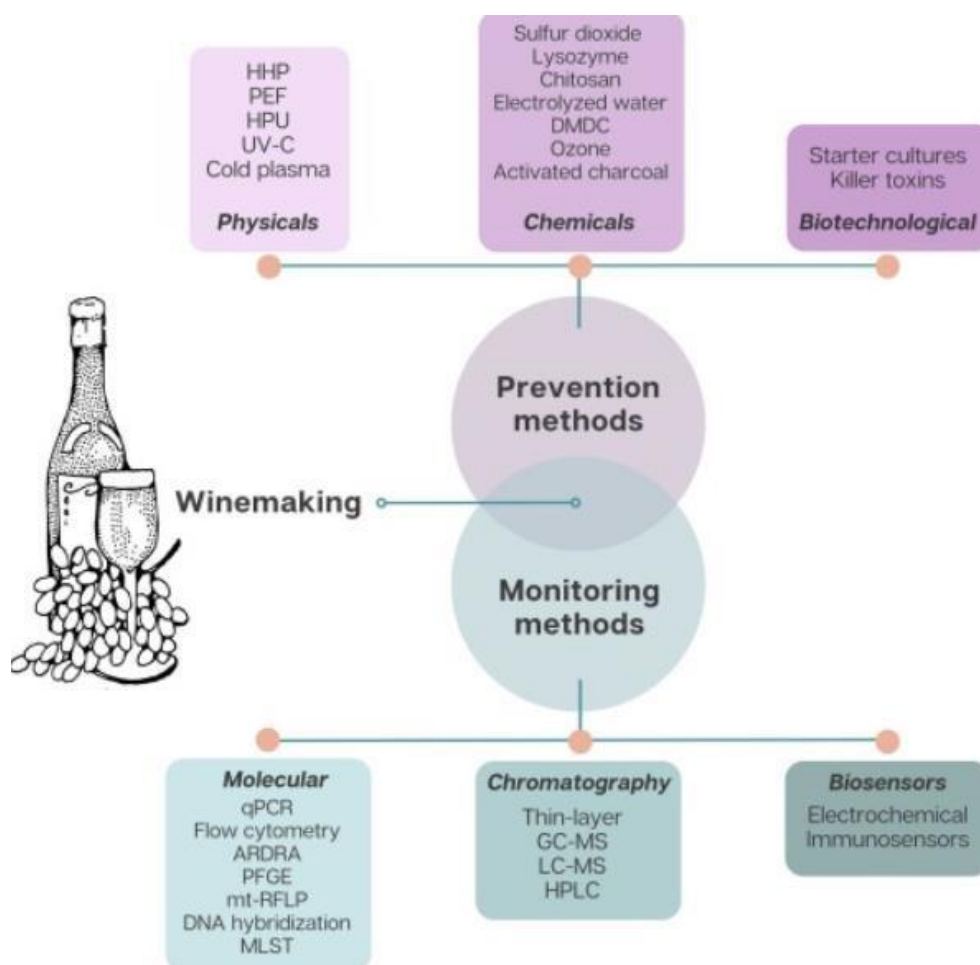 HHP
PEF
HPU
UV-C
Cold plasma
Physicals
Sulfur dioxide
Lysozyme
Chitosan
Electrolyzed water
DMDC
Ozone
Activated charcoal
Chemicals
Starter cultures
Killer toxins
Biotechnological
Prevention
methods
Winemaking
Monitoring
methods
Molecular
qPCR
Flow cytometry
ARDRA
PFGE
mt-RFLP
DNA hybridization
MLST
Chromatography
Thin-layer
GC-MS
LC-MS
HPLC
Biosensors
Electrochemical
Immunosensors